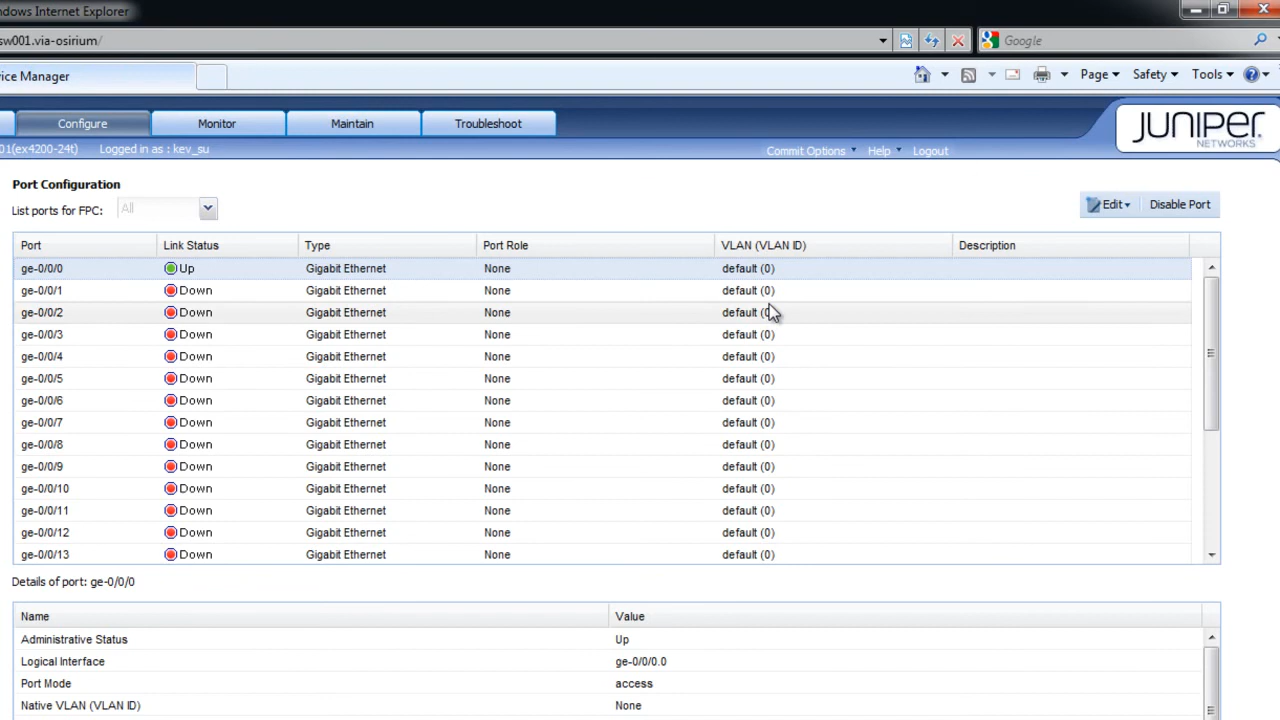 ndows Internet Explorer
sw001.via-osirium/
Google
vice Manager
Page Safety Tools
Configure Monitor Maintain Troubleshoot
JUNIPER
NETWORKS
01(ex4200-24t) Logged in as : kev_su
Commit Options Help Logout
Port Configuration
List ports for FPC: All
Edit Disable Port
Port Link Status Type Port Role VLAN (VLAN ID) Description
ge-0/0/0 Up Gigabit Ethernet None default (0)
ge-0/0/1 Down Gigabit Ethernet None default (0)
ge-0/0/2 Down Gigabit Ethernet None default (0)
ge-0/0/3 Down Gigabit Ethernet None default (0)
ge-0/0/4 Down Gigabit Ethernet None default (0)
ge-0/0/5 Down Gigabit Ethernet None default (0)
ge-0/0/6 Down Gigabit Ethernet None default (0)
ge-0/0/7 Down Gigabit Ethernet None default (0)
ge-0/0/8 Down Gigabit Ethernet None default (0)
ge-0/0/9 Down Gigabit Ethernet None default (0)
ge-0/0/10 Down Gigabit Ethernet None default (0)
ge-0/0/11 Down Gigabit Ethernet None default (0)
ge-0/0/12 Down Gigabit Ethernet None default (0)
ge-0/0/13 Down Gigabit Ethernet None default (0)
Details of port: ge-0/0/0
Name Value
Administrative Status Up
Logical Interface ge-0/0/0.0
Port Mode access
Native VLAN (VLAN ID) None